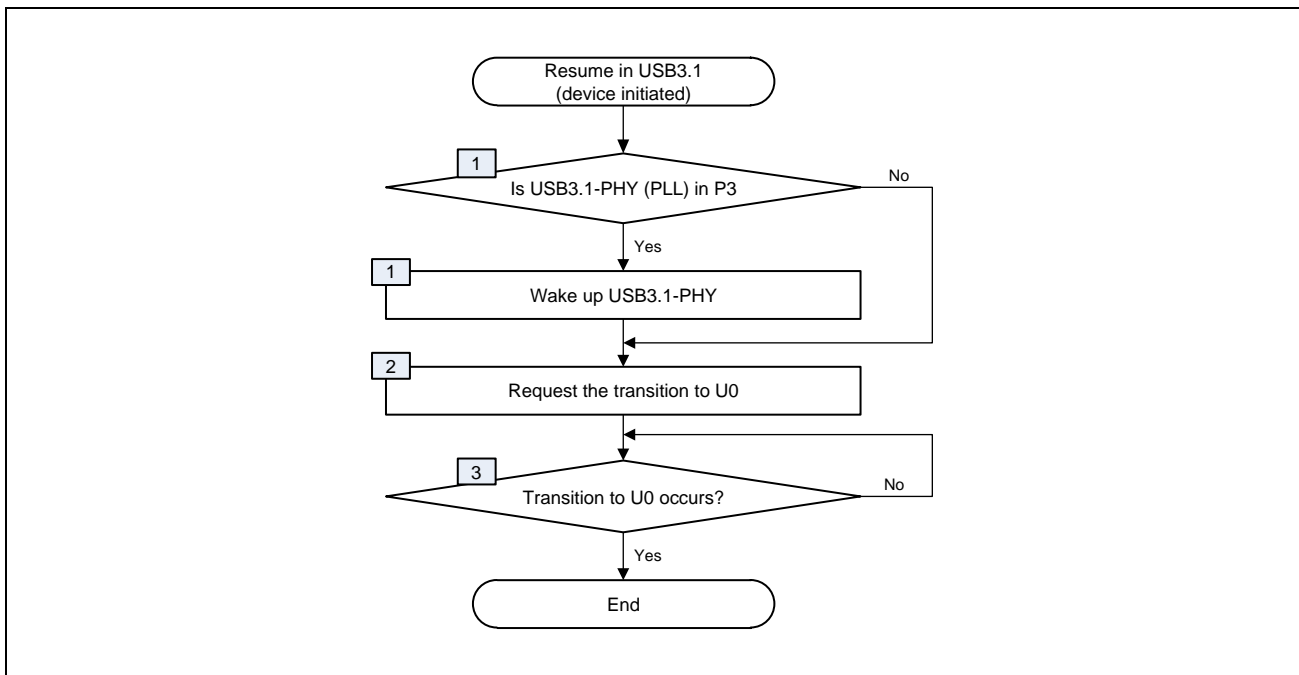 Resume in USB3.1
(device initiated)
1
Is USB3.1-PHY (PLL) in P3
No
Yes
1
Wake up USB3.1-PHY
2
Request the transition to U0
3
Transition to U0 occurs?
No
Yes
End